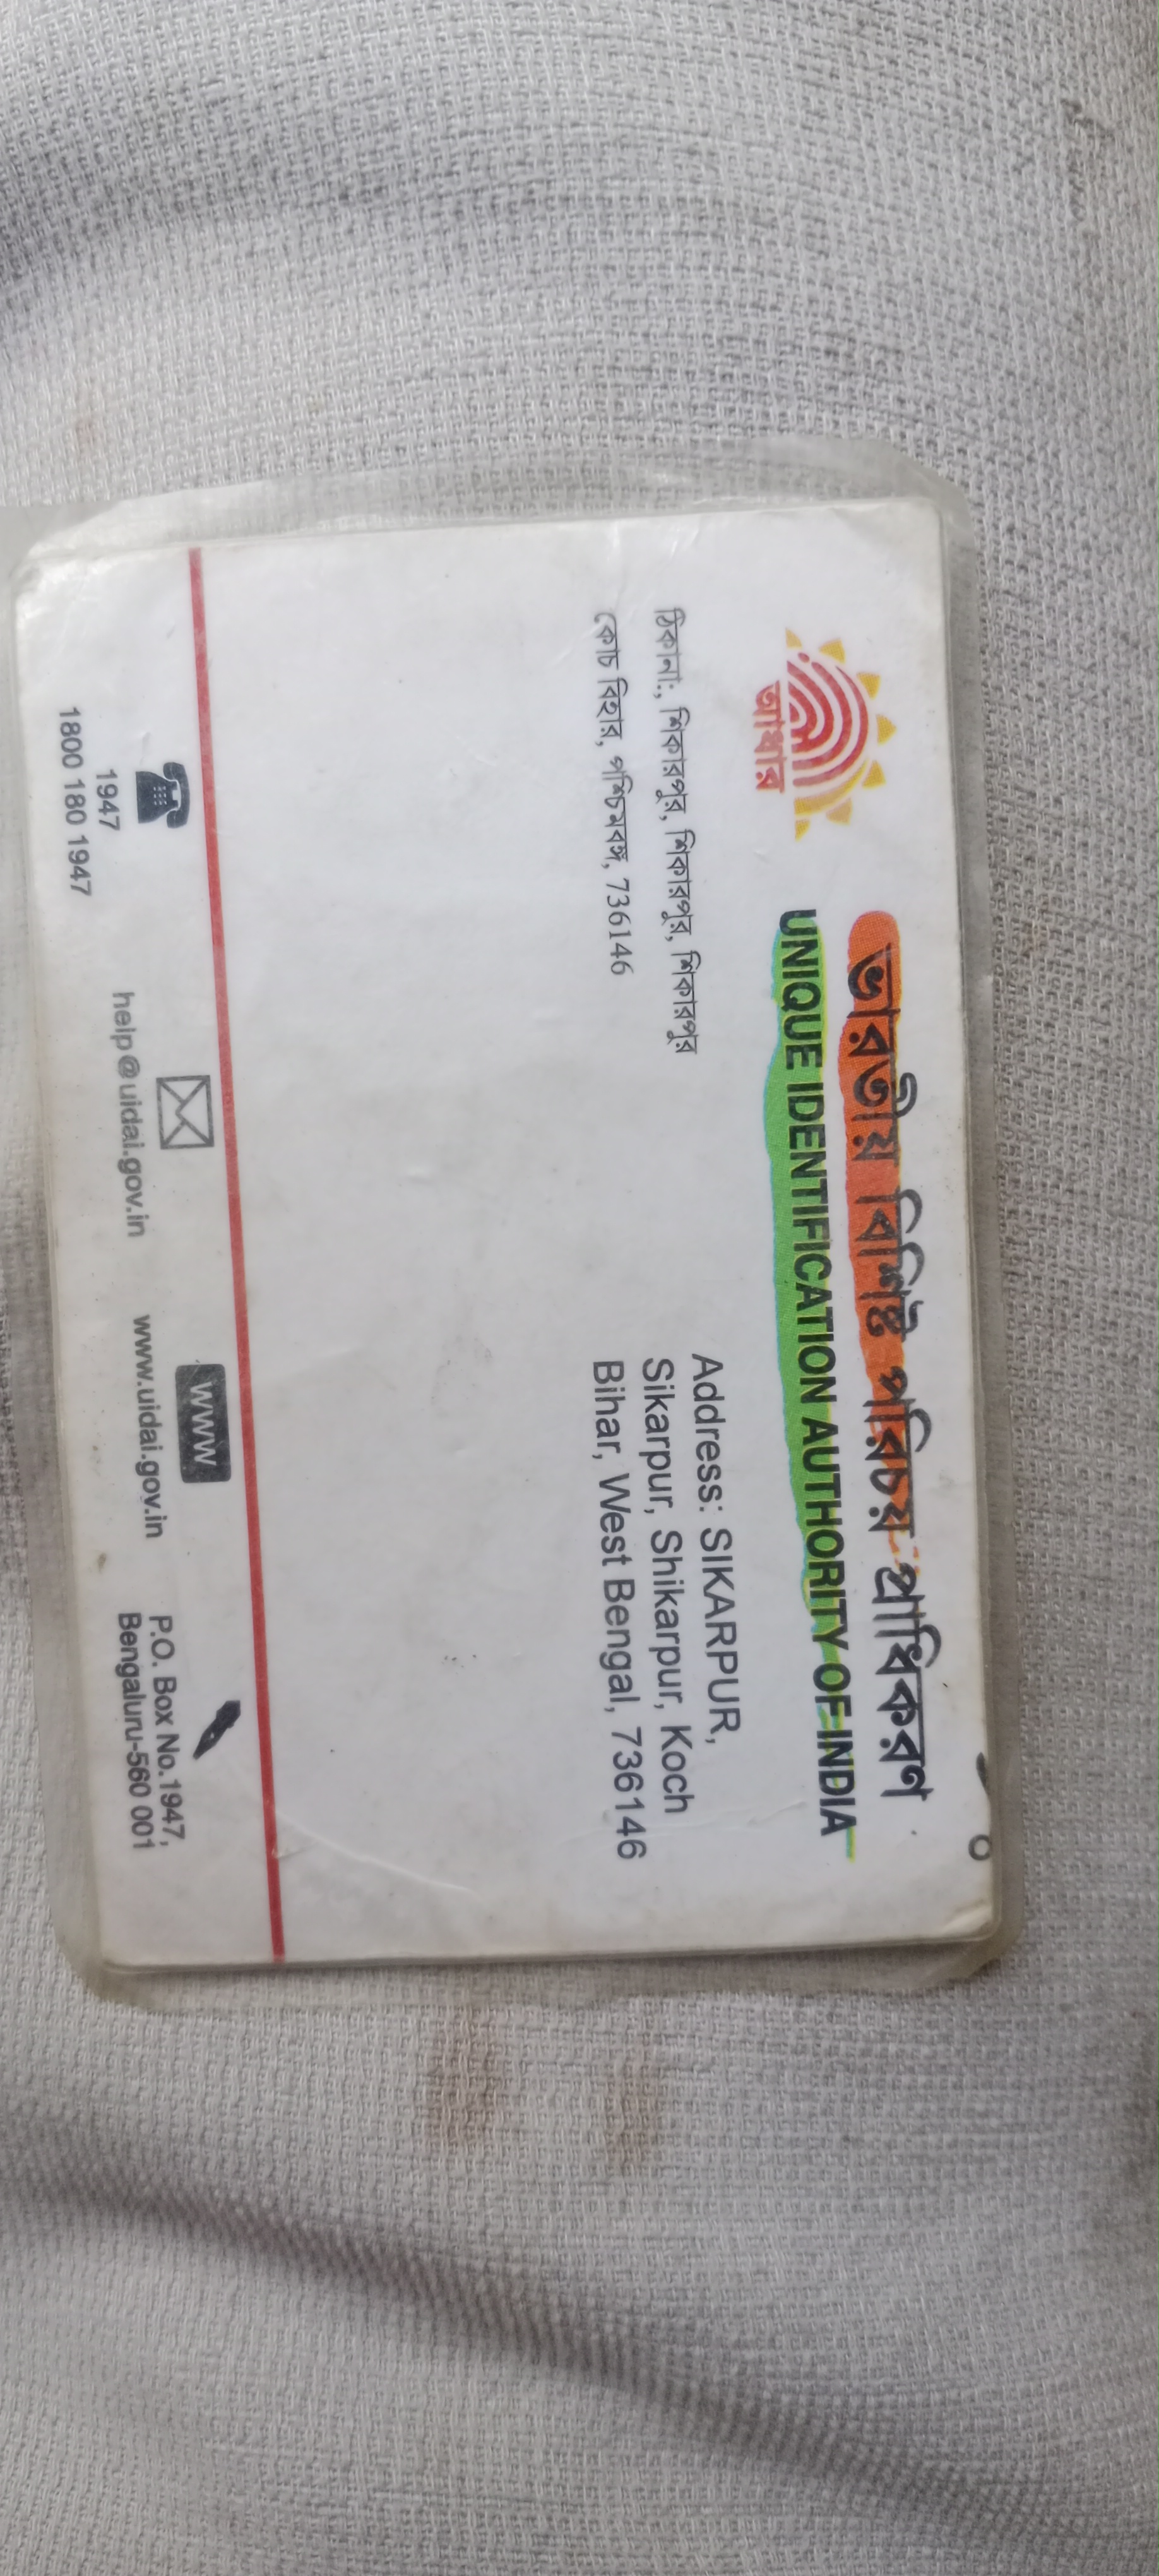 ভারতীয় বিশিষ্ট পরিচয় প্রাধিকরণ
UNIQUE IDENTIFICATION AUTHORITY OF INDIA
আধার
ঠিকানা:, শিকারপুর, শিকারপুর, শিকারপুর
কোচ বিহার, পশ্চিমবঙ্গ, 736146
Address: SIKARPUR,
Sikarpur, Shikarpur, Koch
Bihar, West Bengal, 736146
1947
1800 180 1947
help@uidai.gov.in
WWW
www.uidai.gov.in
P.O. Box No.1947,
Bengaluru-560 001